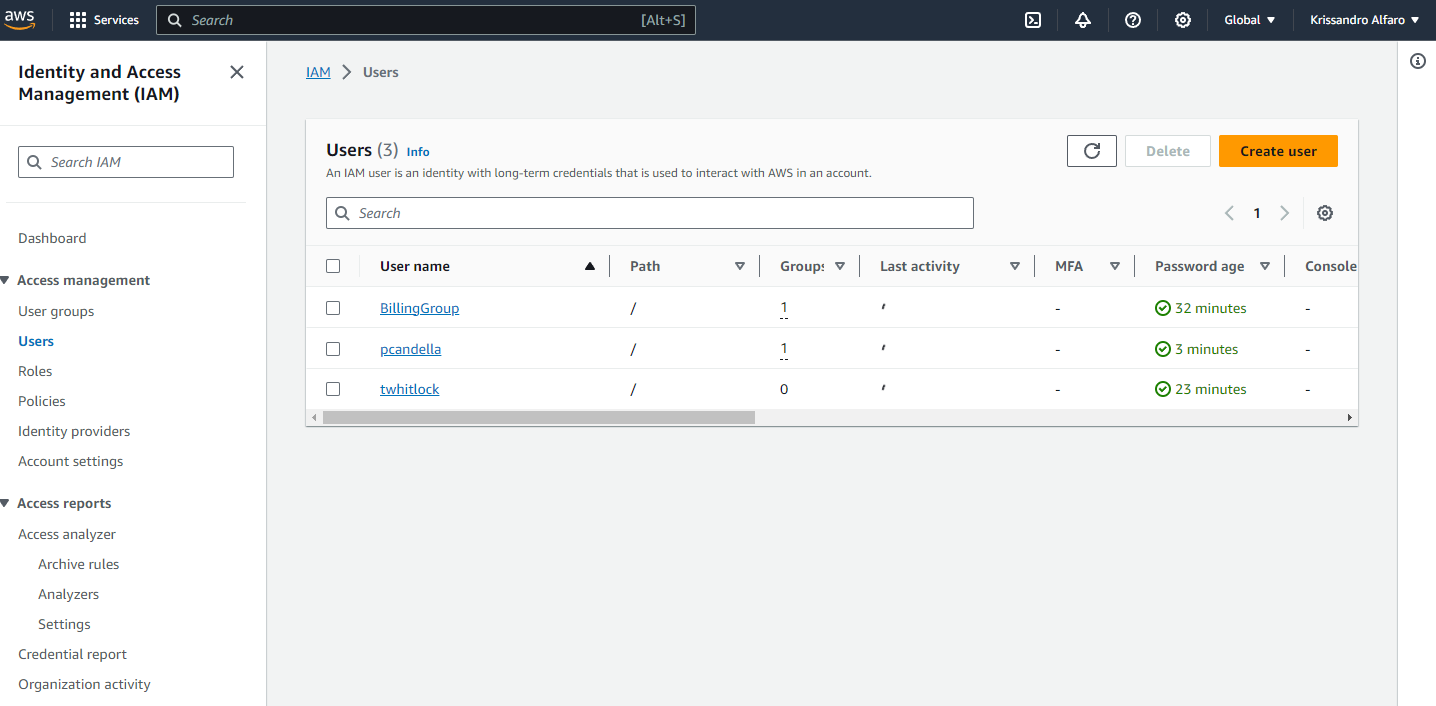 aws
Services
Search
[Alt+S]
Global
Krissandro Alfaro
Identity and Access
Management (IAM)
Search IAM
Dashboard
Access management
User groups
Users
Roles
Policies
Identity providers
Account settings
Access reports
Access analyzer
Archive rules
Analyzers
Settings
Credential report
Organization activity
IAM > Users
Users (3) Info
An IAM user is an identity with long-term credentials that is used to interact with AWS in an account.
Delete
Create user
Search
1
User name Path Groups Last activity MFA Password age Console
BillingGroup / 1 - 32 minutes -
pcandella / 1 - 3 minutes -
twhitlock / 0 - 23 minutes -